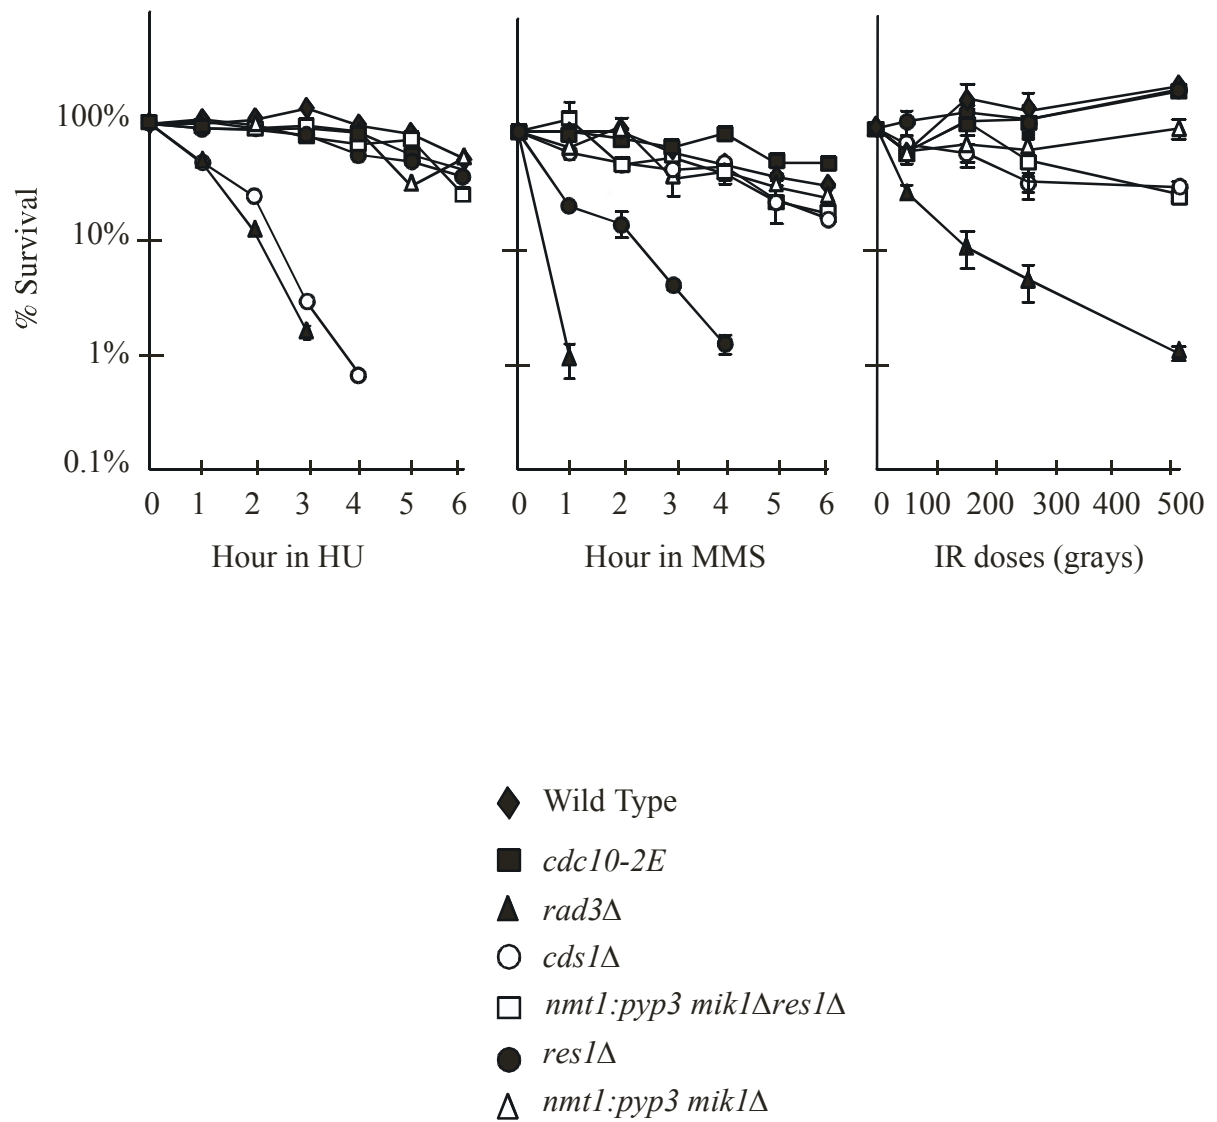 % Survival
100%
10%
1%
0.1%
0 1 2 3 4 5 6
0 1 2 3 4 5 6
0 100 200 300 400 500
Hour in HU
Hour in MMS
IR doses (grays)
Wild Type
cdc10-2E
rad3Δ
cds1Δ
nmt1:pyp3 mik1Δres1Δ
res1Δ
nmt1:pyp3 mik1Δ